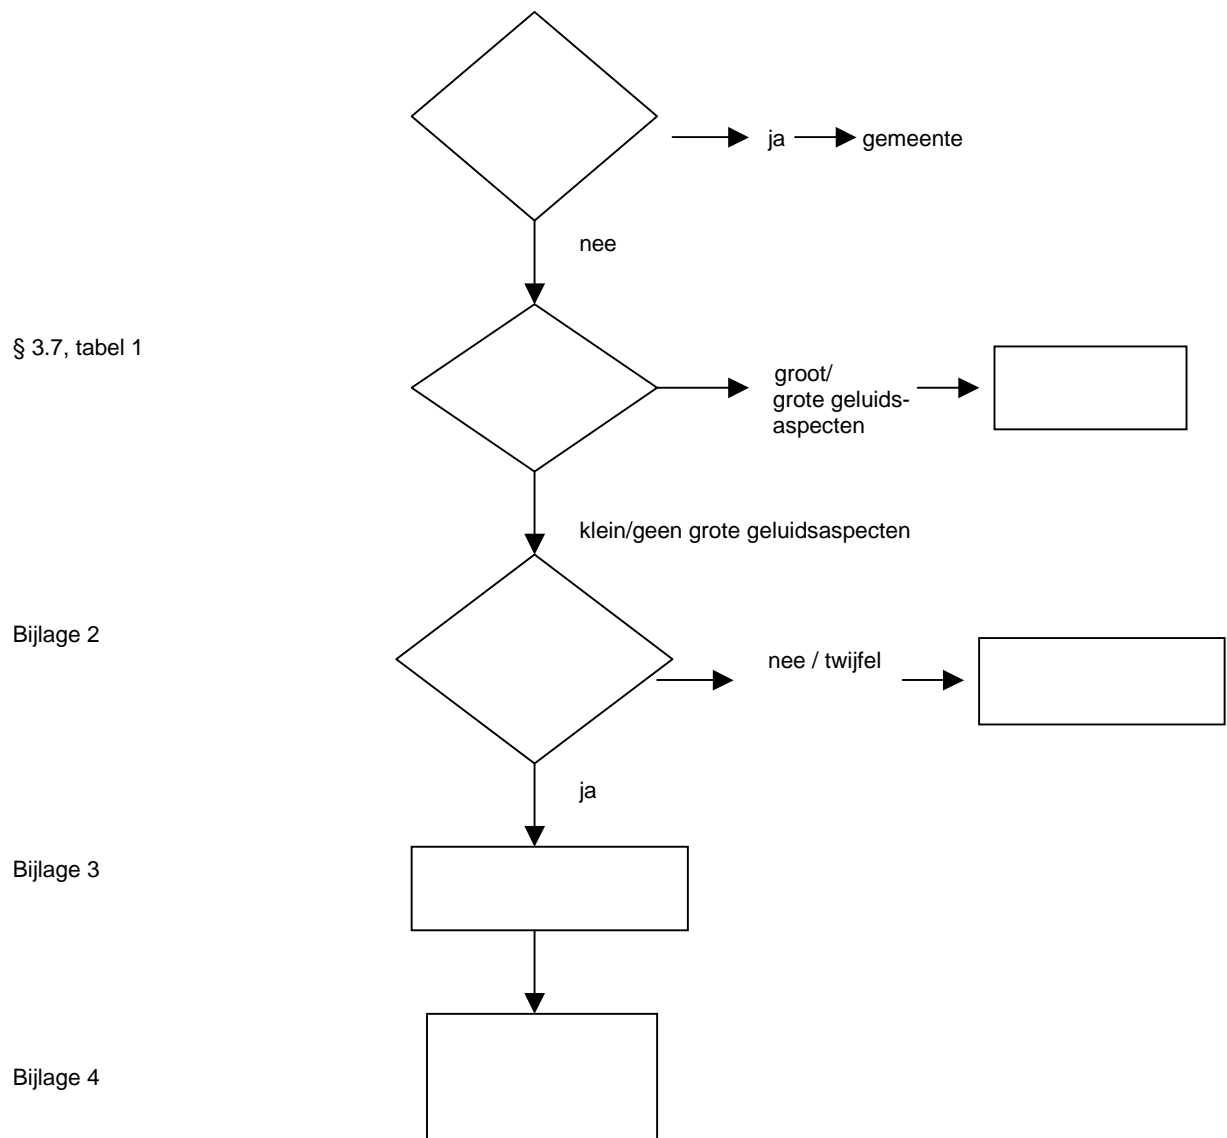 ja
gemeente
nee
§ 3.7, tabel 1
groot/
grote geluids-
aspecten
klein/geen grote geluidsaspecten
Bijlage 2
nee / twijfel
ja
Bijlage 3
Bijlage 4